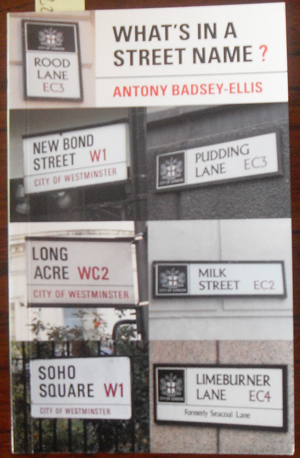 WHAT'S IN A
STREET NAME?
ANTONY BADSEY-ELLIS
ROOD
LANE
EC3
NEW BOND
STREET W1
CITY OF WESTMINSTER
PUDDING
LANE EC3
LONG
ACRE WC2
CITY OF WESTMINSTER
MILK
STREET EC2
SOHO
SQUARE W1
CITY OF WESTMINSTER
LIMEBURNER
LANE EC4
Formerly Seacoal Lane